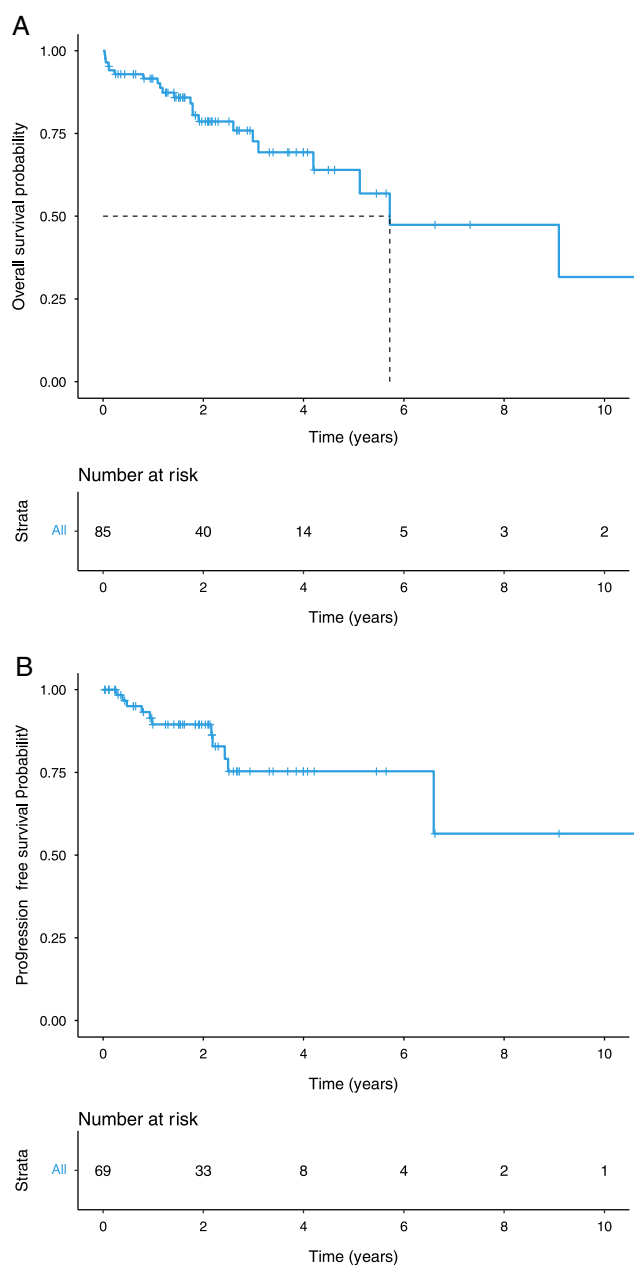 A
1.00
0.75
0.50
0.25
0.00
Overall survival probability
0 2 4 6 8 10
Time (years)
Number at risk
Strata
All
85 40 14 5 3 2
0 2 4 6 8 10
Time (years)
B
1.00
0.75
0.50
0.25
0.00
Progression free survival Probability
0 2 4 6 8 10
Time (years)
Number at risk
Strata
All
69 33 8 4 2 1
0 2 4 6 8 10
Time (years)